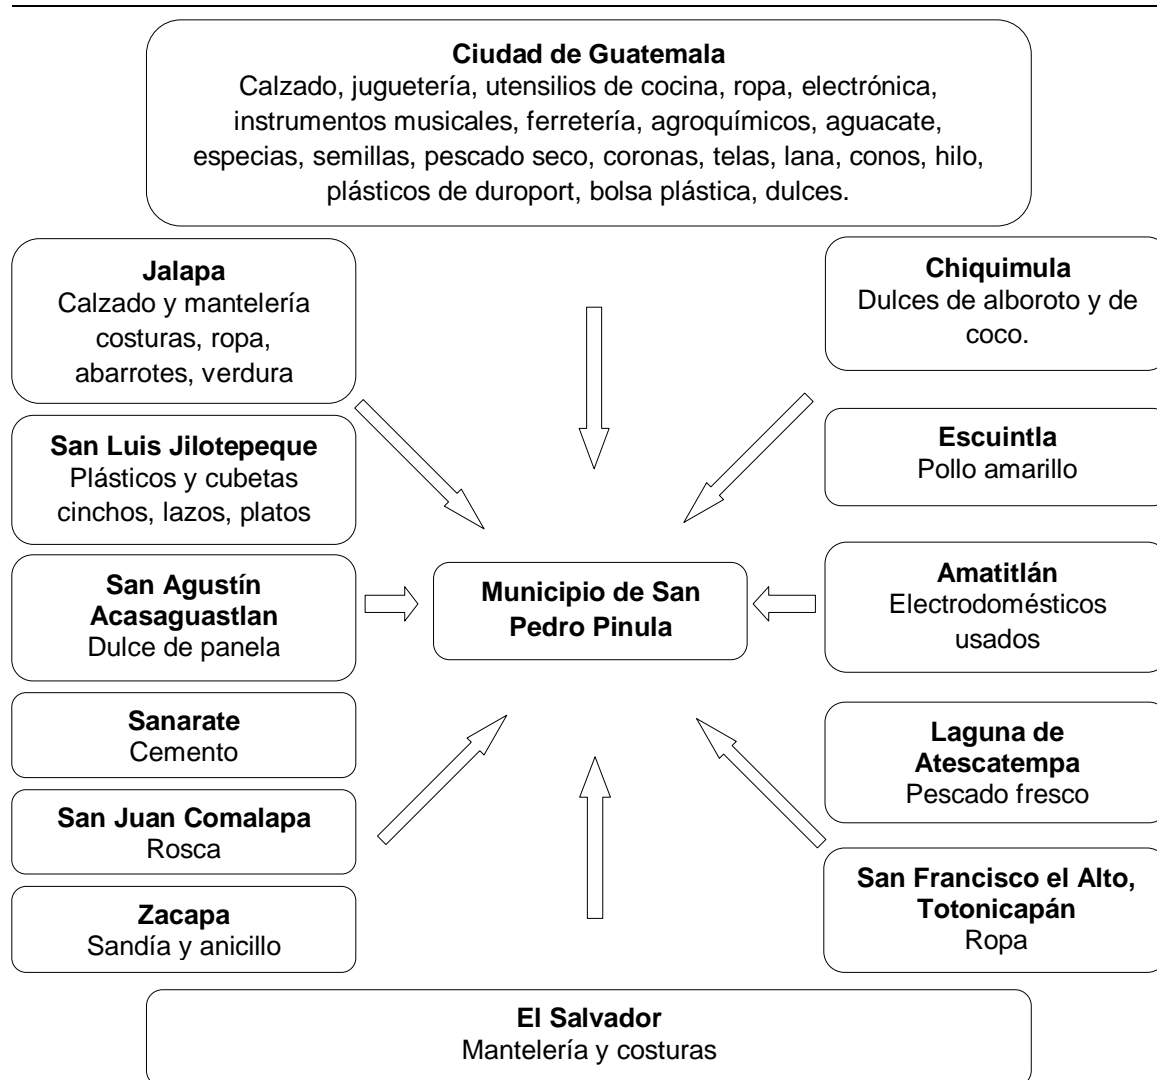 Ciudad de Guatemala
Calzado, juguetería, utensilios de cocina, ropa, electrónica,
instrumentos musicales, ferretería, agroquímicos, aguacate,
especias, semillas, pescado seco, coronas, telas, lana, conos, hilo,
plásticos de duroport, bolsa plástica, dulces.
Jalapa
Calzado y mantelería
costuras, ropa,
abarrotes, verdura
Chiquimula
Dulces de alboroto y de
coco.
San Luis Jilotepeque
Plásticos y cubetas
cinchos, lazos, platos
Escuintla
Pollo amarillo
San Agustín
Acasaguastlan
Dulce de panela
Municipio de San
Pedro Pinula
Amatitlán
Electrodomésticos
usados
Sanarate
Cemento
Laguna de
Atescatempa
Pescado fresco
San Juan Comalapa
Rosca
San Francisco el Alto,
Totonicapán
Ropa
Zacapa
Sandía y anicillo
El Salvador
Mantelería y costuras